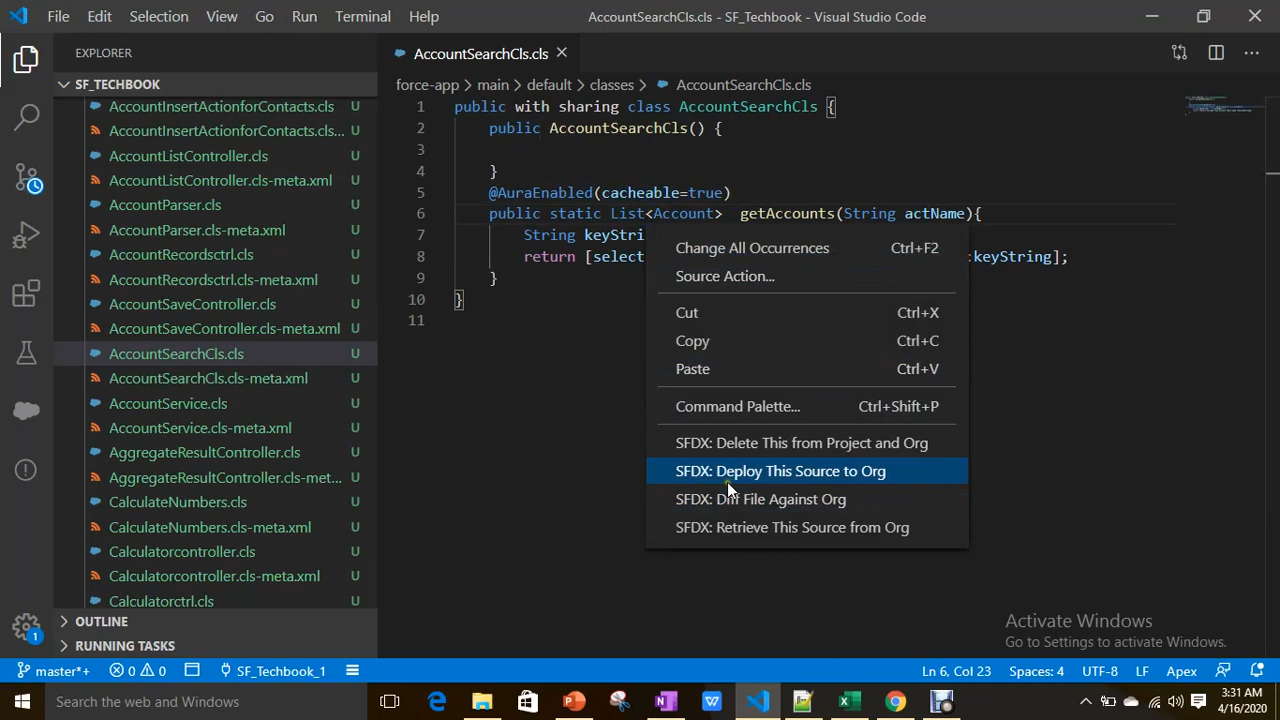 File Edit Selection View Go Run Terminal Help AccountSearchCls.cls - SF_Techbook - Visual Studio Code
EXPLORER
SF_TECHBOOK
AccountInsertActionforContacts.cls U
AccountInsertActionforContacts.cls... U
AccountListController.cls U
AccountListController.cls-meta.xml U
AccountParser.cls U
AccountParser.cls-meta.xml U
AccountRecordsctrl.cls U
AccountRecordsctrl.cls-meta.xml U
AccountSaveController.cls U
AccountSaveController.cls-meta.xml U
AccountSearchCls.cls U
AccountSearchCls.cls-meta.xml U
AccountService.cls U
AccountService.cls-meta.xml U
AggregateResultController.cls U
AggregateResultController.cls-met... U
CalculateNumbers.cls U
CalculateNumbers.cls-meta.xml U
Calculatorcontroller.cls U
Calculatorcontroller.cls-meta.xml U
Calculatorctrl.cls U
OUTLINE
RUNNING TASKS
AccountSearchCls.cls
force-app > main > default > classes > AccountSearchCls.cls
1 public with sharing class AccountSearchCls {
2 public AccountSearchCls() {
3
4 }
5 @AuraEnabled(cacheable=true)
6 public static List<Account> getAccounts(String actName){
7 String keyStri
8 return [select :keyString];
9 }
10 }
11
Change All Occurrences Ctrl+F2
Source Action...
Cut Ctrl+X
Copy Ctrl+C
Paste Ctrl+V
Command Palette... Ctrl+Shift+P
SFDX: Delete This from Project and Org
SFDX: Deploy This Source to Org
SFDX: Diff File Against Org
SFDX: Retrieve This Source from Org
Activate Windows
Go to Settings to activate Windows.
1
master*+ 0 0 SF_Techbook_1 Ln 6, Col 23 Spaces: 4 UTF-8 LF Apex
Search the web and Windows
3:31 AM
4/16/2020